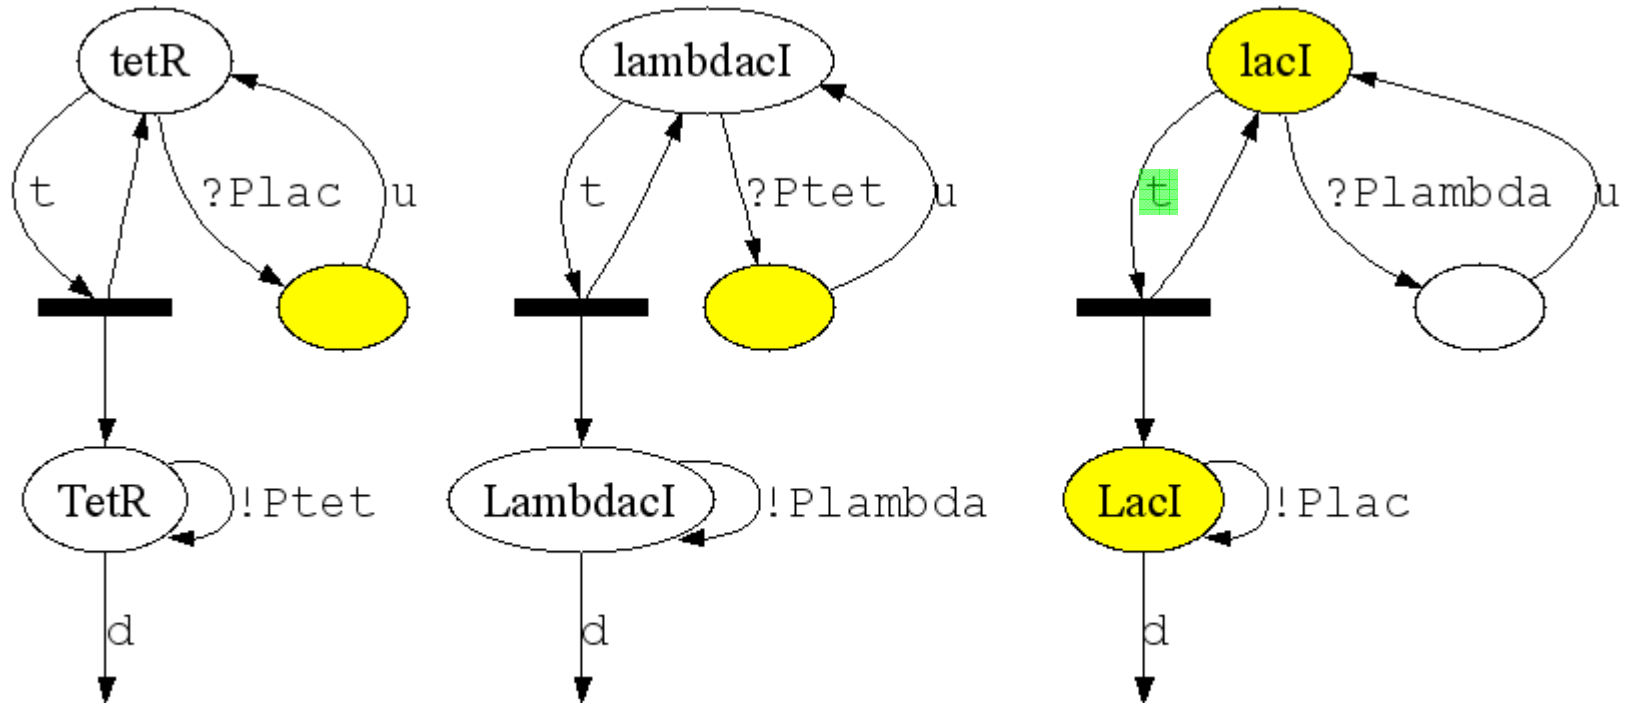 tetR lambdacI lacI
t ?Plac u t ?Ptet u t ?Plambda u
TetR !Ptet LambdacI !Plambda LacI !Plac
d d d